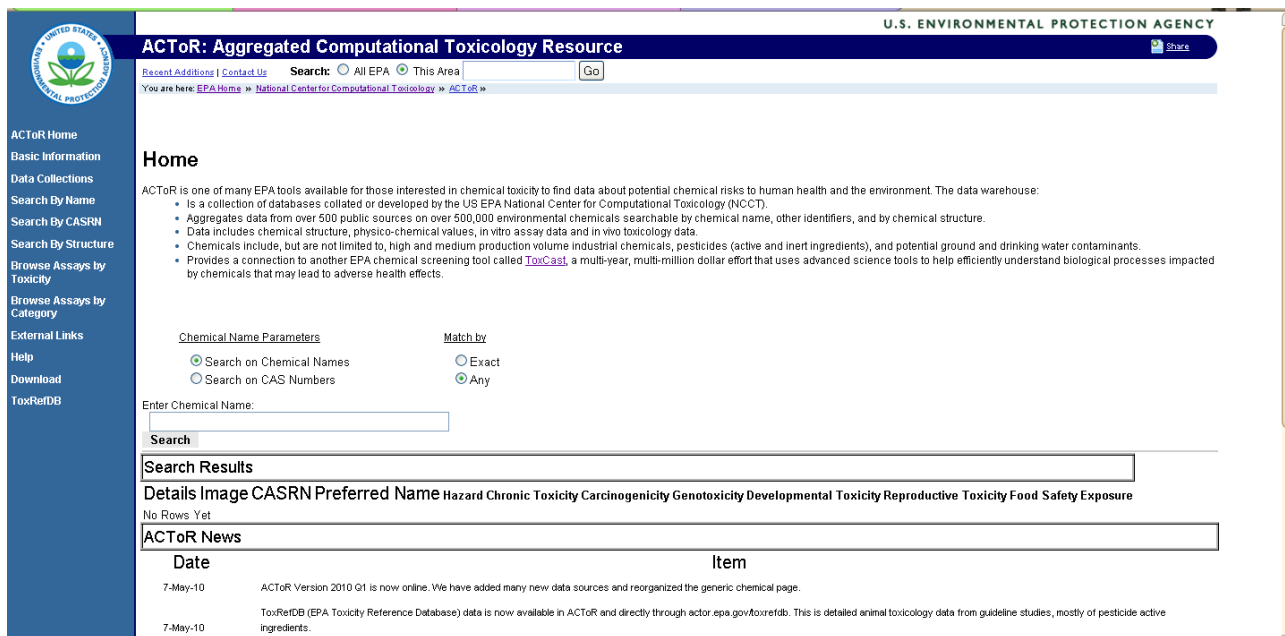 U.S. ENVIRONMENTAL PROTECTION AGENCY
UNITED STATES
ENVIRONMENTAL PROTECTION AGENCY
ACToR: Aggregated Computational Toxicology Resource
Share
Recent Additions | Contact Us Search: All EPA This Area Go
You are here: EPA Home » National Center for Computational Toxicology » ACToR »
ACToR Home
Basic Information
Data Collections
Search By Name
Search By CASRN
Search By Structure
Browse Assays by
Toxicity
Browse Assays by
Category
External Links
Help
Download
ToxRefDB
Home
ACToR is one of many EPA tools available for those interested in chemical toxicity to find data about potential chemical risks to human health and the environment. The data warehouse:
• Is a collection of databases collated or developed by the US EPA National Center for Computational Toxicology (NCCT).
• Aggregates data from over 500 public sources on over 500,000 environmental chemicals searchable by chemical name, other identifiers, and by chemical structure.
• Data includes chemical structure, physico-chemical values, in vitro assay data and in vivo toxicology data.
• Chemicals include, but are not limited to, high and medium production volume industrial chemicals, pesticides (active and inert ingredients), and potential ground and drinking water contaminants.
• Provides a connection to another EPA chemical screening tool called ToxCast, a multi-year, multi-million dollar effort that uses advanced science tools to help efficiently understand biological processes impacted
by chemicals that may lead to adverse health effects.
Chemical Name Parameters Match by
Search on Chemical Names Exact
Search on CAS Numbers Any
Enter Chemical Name:
Search
Search Results
Details Image CASRN Preferred Name Hazard Chronic Toxicity Carcinogenicity Genotoxicity Developmental Toxicity Reproductive Toxicity Food Safety Exposure
No Rows Yet
ACToR News
Date Item
7-May-10 ACToR Version 2010 Q1 is now online. We have added many new data sources and reorganized the generic chemical page.
ToxRefDB (EPA Toxicity Reference Database) data is now available in ACToR and directly through actor.epa.gov/toxrefdb. This is detailed animal toxicology data from guideline studies, mostly of pesticide active
7-May-10 ingredients.